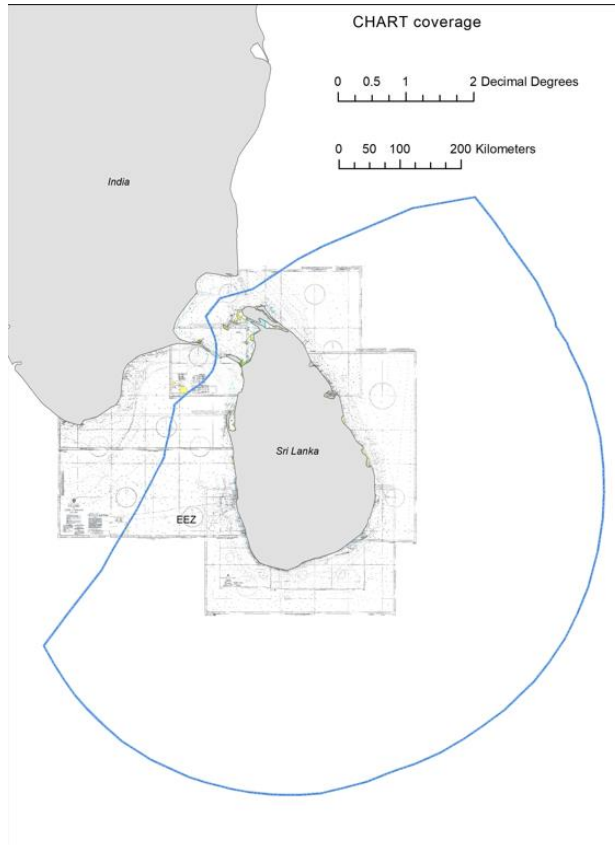 CHART coverage
0 0.5 1 2 Decimal Degrees
0 50 100 200 Kilometers
India
Sri Lanka
EEZ